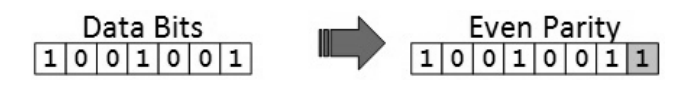 Data Bits Even Parity
1 0 0 1 0 0 1 1 0 0 1 0 0 1 1